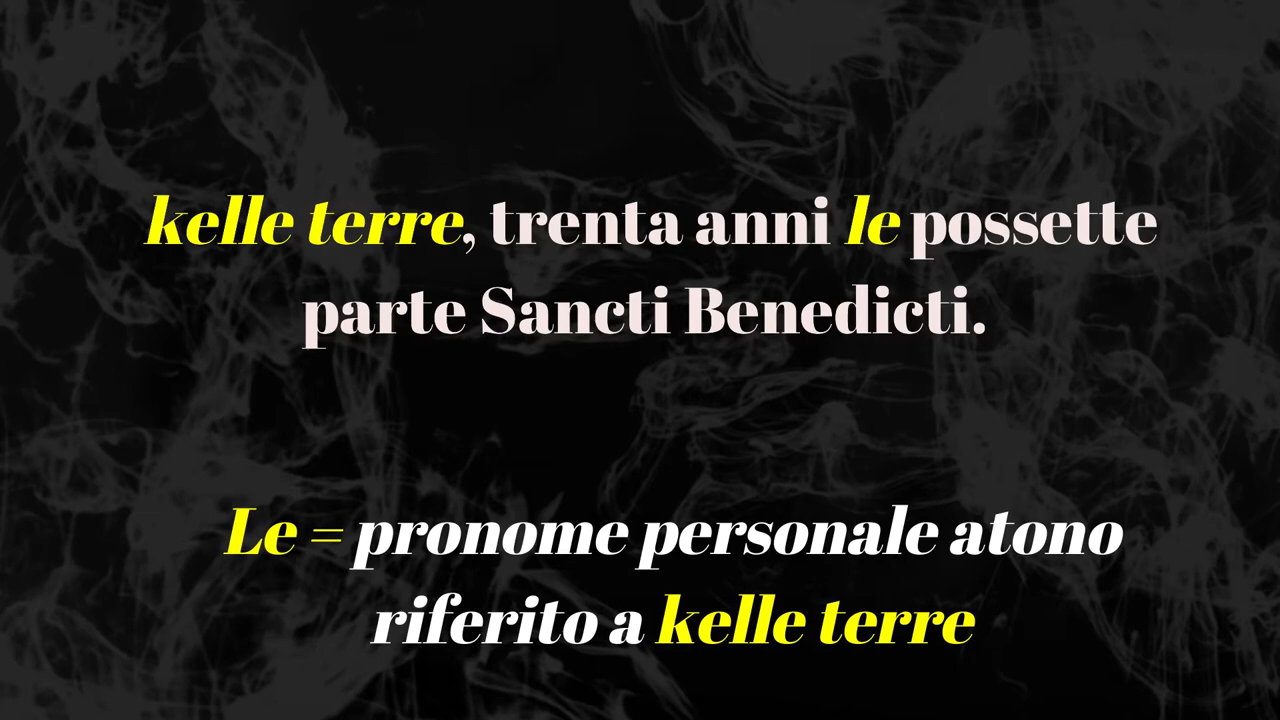 kelle terre, trenta anni le possette
parte Sancti Benedicti.
Le = pronome personale atono
riferito a kelle terre